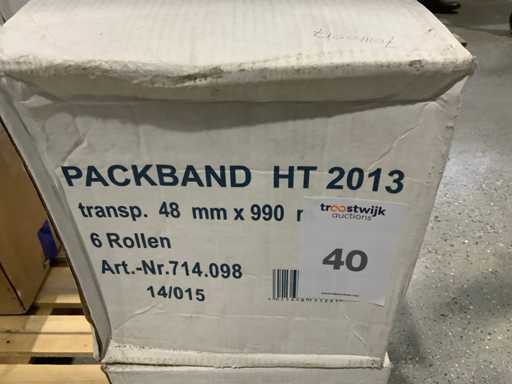 PACKBAND HT 2013
transp. 48 mm x 990
6 Rollen
Art.-Nr.714.098
14/015
troostwijk
auctions
40